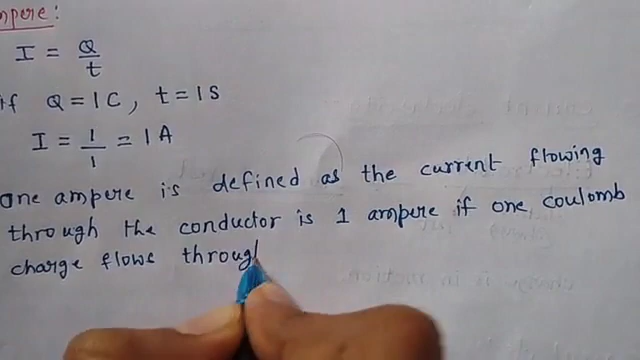 mpere:
I = Q/t
if Q = 1C, t = 1S
I = 1/1 = 1A
one ampere is defined as the current flowing
through the conductor is 1 ampere if one coulomb
charge flows throug